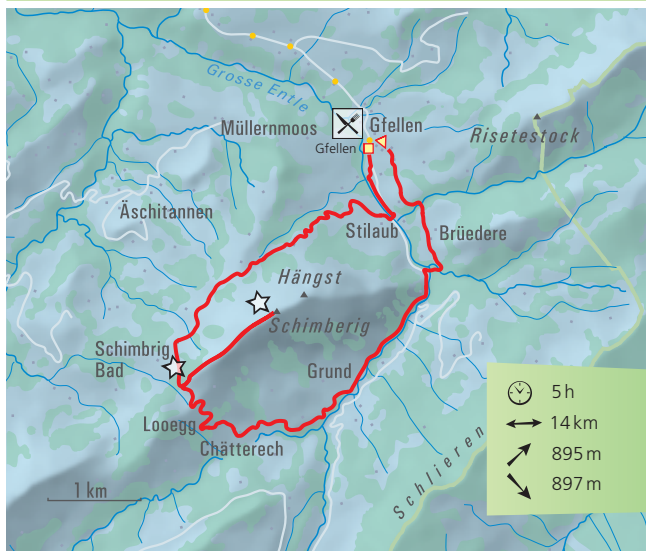 Grosse Entle
Müllernmoos
Gfellen
Gfellen
Risetestock
Äschitannen
Stilaub
Brüedere
Hängst
Schimberig
Schimbrig
Bad
Grund
Looegg
Chätterech
Schlieren
1 km
5 h
14 km
895 m
897 m